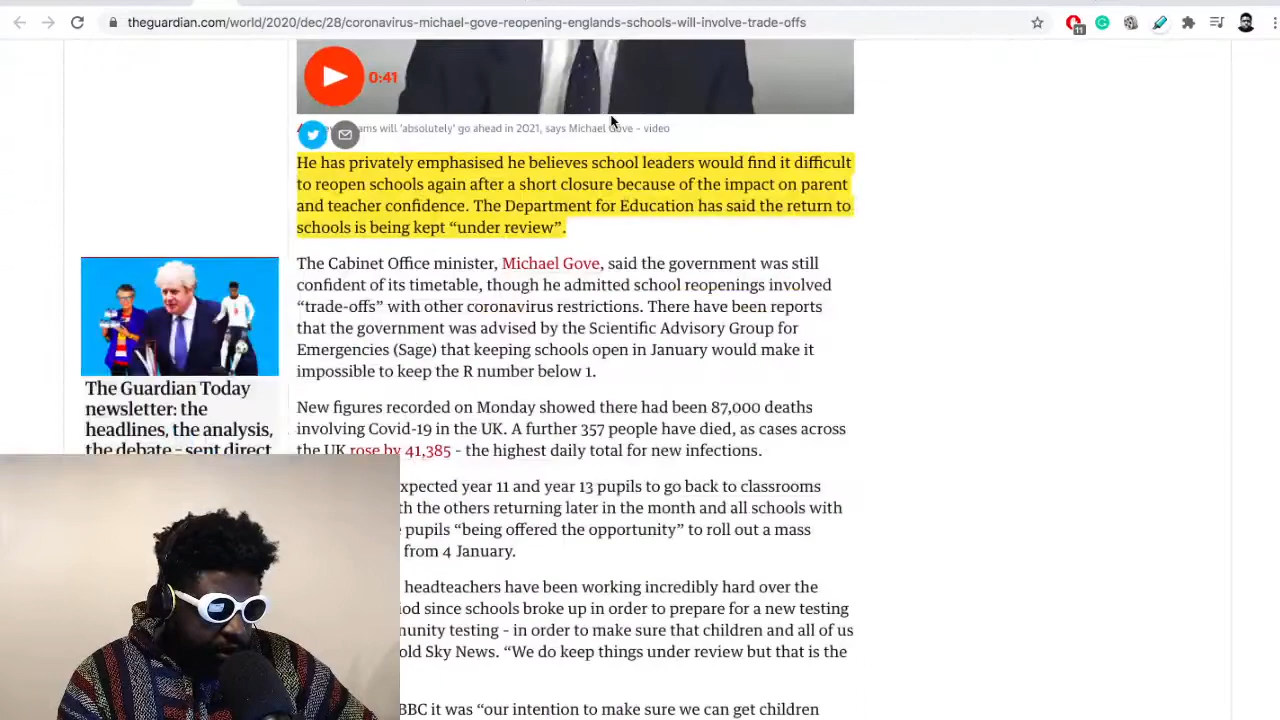 theguardian.com/world/2020/dec/28/coronavirus-michael-gove-reopening-englands-schools-will-involve-trade-offs
11
0:41
ams will 'absolutely' go ahead in 2021, says Michael Gove – video
He has privately emphasised he believes school leaders would find it difficult
to reopen schools again after a short closure because of the impact on parent
and teacher confidence. The Department for Education has said the return to
schools is being kept “under review”.
The Cabinet Office minister, Michael Gove, said the government was still
confident of its timetable, though he admitted school reopenings involved
“trade-offs” with other coronavirus restrictions. There have been reports
that the government was advised by the Scientific Advisory Group for
Emergencies (Sage) that keeping schools open in January would make it
impossible to keep the R number below 1.
The Guardian Today
newsletter: the
headlines, the analysis,
the debate - sent direct
New figures recorded on Monday showed there had been 87,000 deaths
involving Covid-19 in the UK. A further 357 people have died, as cases across
the UK rose by 41,385 - the highest daily total for new infections.
xpected year 11 and year 13 pupils to go back to classrooms
th the others returning later in the month and all schools with
pupils “being offered the opportunity” to roll out a mass
from 4 January.
headteachers have been working incredibly hard over the
iod since schools broke up in order to prepare for a new testing
munity testing - in order to make sure that children and all of us
old Sky News. “We do keep things under review but that is the
BBC it was “our intention to make sure we can get children